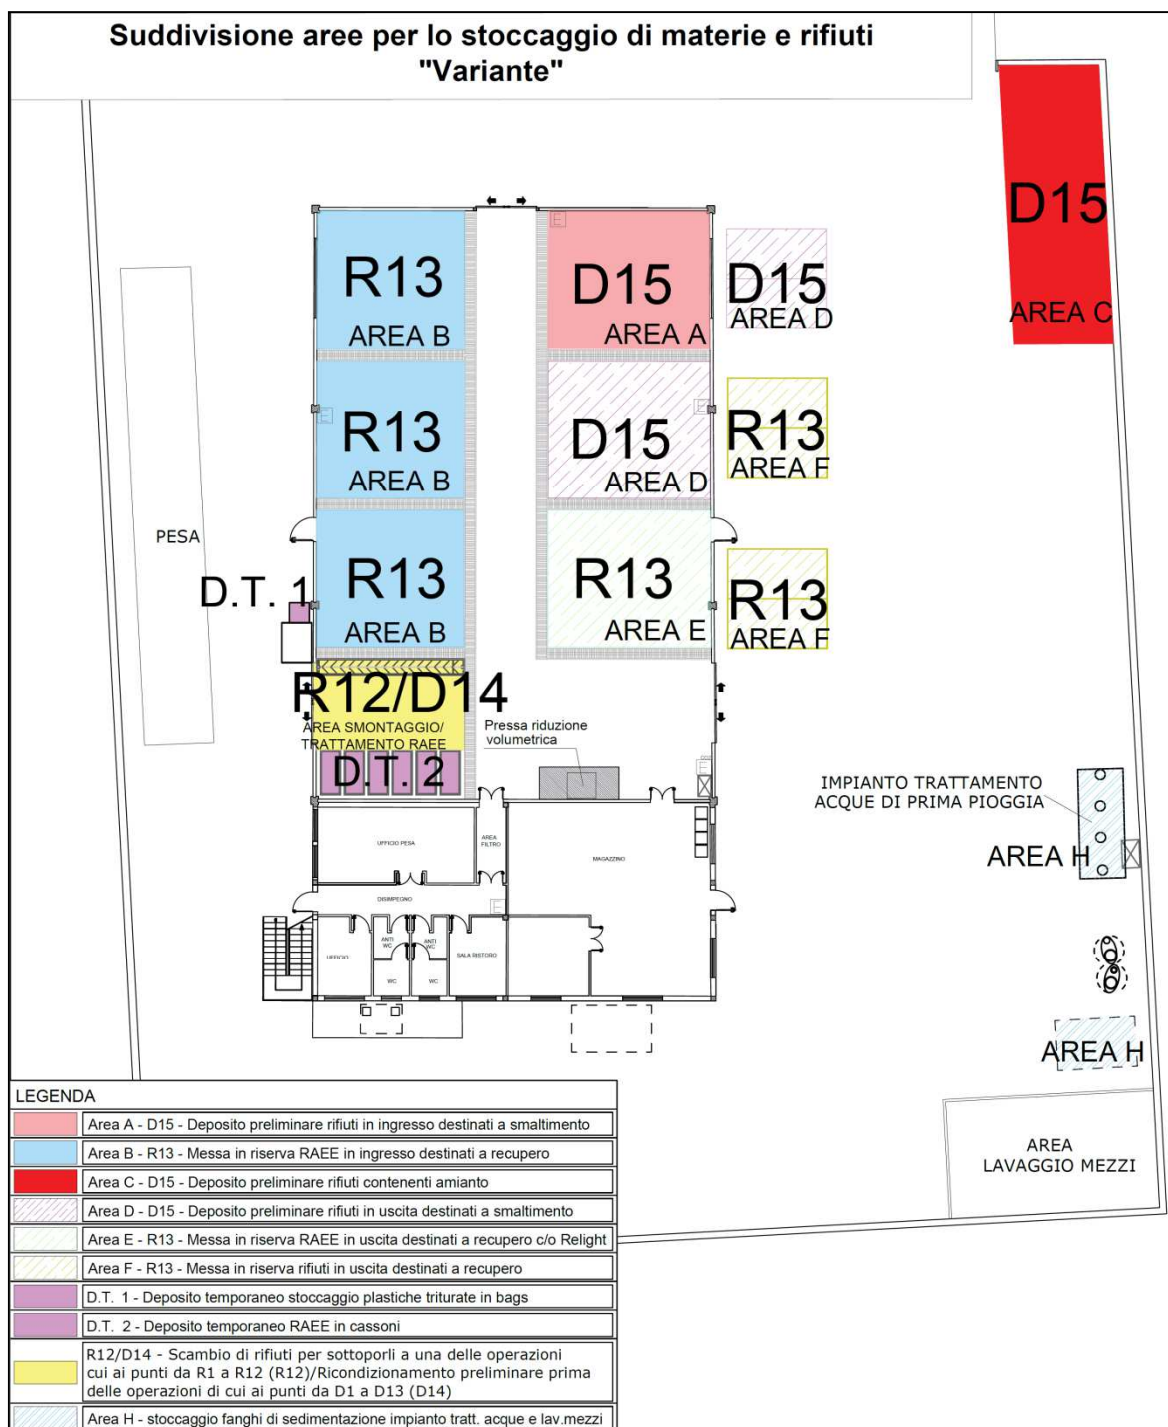 Suddivisione aree per lo stoccaggio di materie e rifiuti
"Variante"
D15
AREA C
R13
AREA B
E
D15
AREA A
D15
AREA D
R13
AREA B
E
D15
AREA D
E
R13
AREA F
PESA
D.T. 1
R13
AREA B
R13
AREA E
R13
AREA F
R12/D14
AREA SMONTAGGIO/
TRATTAMENTO RAEE
D.T. 2
Pressa riduzione
volumetrica
E
IMPIANTO TRATTAMENTO
ACQUE DI PRIMA PIOGGIA
AREA H
UFFICIO PESA
AREA
FILTRO
MAGAZZINO
DISIMPEGNO
E
UFFICIO
ANTI
WC
ANTI
WC
SALA RISTORO
WC
WC
AREA H
AREA
LAVAGGIO MEZZI
LEGENDA
Area A - D15 - Deposito preliminare rifiuti in ingresso destinati a smaltimento
Area B - R13 - Messa in riserva RAEE in ingresso destinati a recupero
Area C - D15 - Deposito preliminare rifiuti contenenti amianto
Area D - D15 - Deposito preliminare rifiuti in uscita destinati a smaltimento
Area E - R13 - Messa in riserva RAEE in uscita destinati a recupero c/o Relight
Area F - R13 - Messa in riserva rifiuti in uscita destinati a recupero
D.T. 1 - Deposito temporaneo stoccaggio plastiche triturate in bags
D.T. 2 - Deposito temporaneo RAEE in cassoni
R12/D14 - Scambio di rifiuti per sottoporli a una delle operazioni
cui ai punti da R1 a R12 (R12)/Ricondizionamento preliminare prima
delle operazioni di cui ai punti da D1 a D13 (D14)
Area H - stoccaggio fanghi di sedimentazione impianto tratt. acque e lav.mezzi